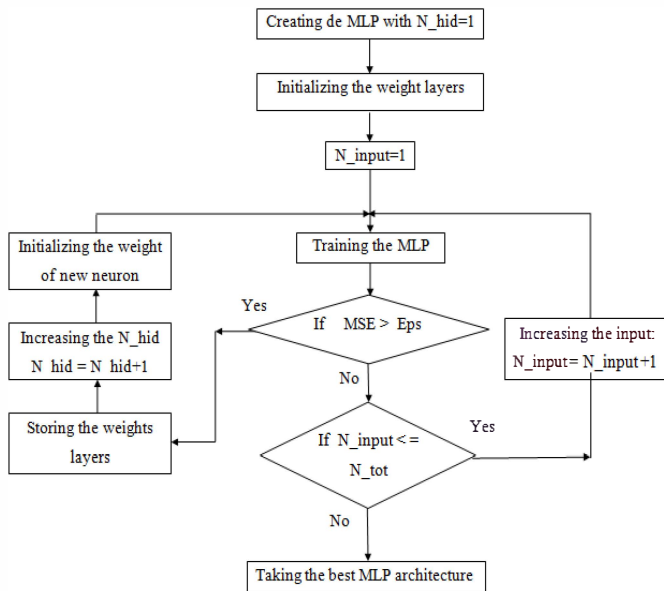 Creating de MLP with N_hid=1
Initializing the weight layers
N_input=1
Initializing the weight
of new neuron
Training the MLP
Yes
If MSE > Eps
Increasing the N_hid
N_hid = N_hid+1
Increasing the input:
N_input= N_input+1
No
Storing the weights
layers
If N_input <=
N_tot
Yes
No
Taking the best MLP architecture